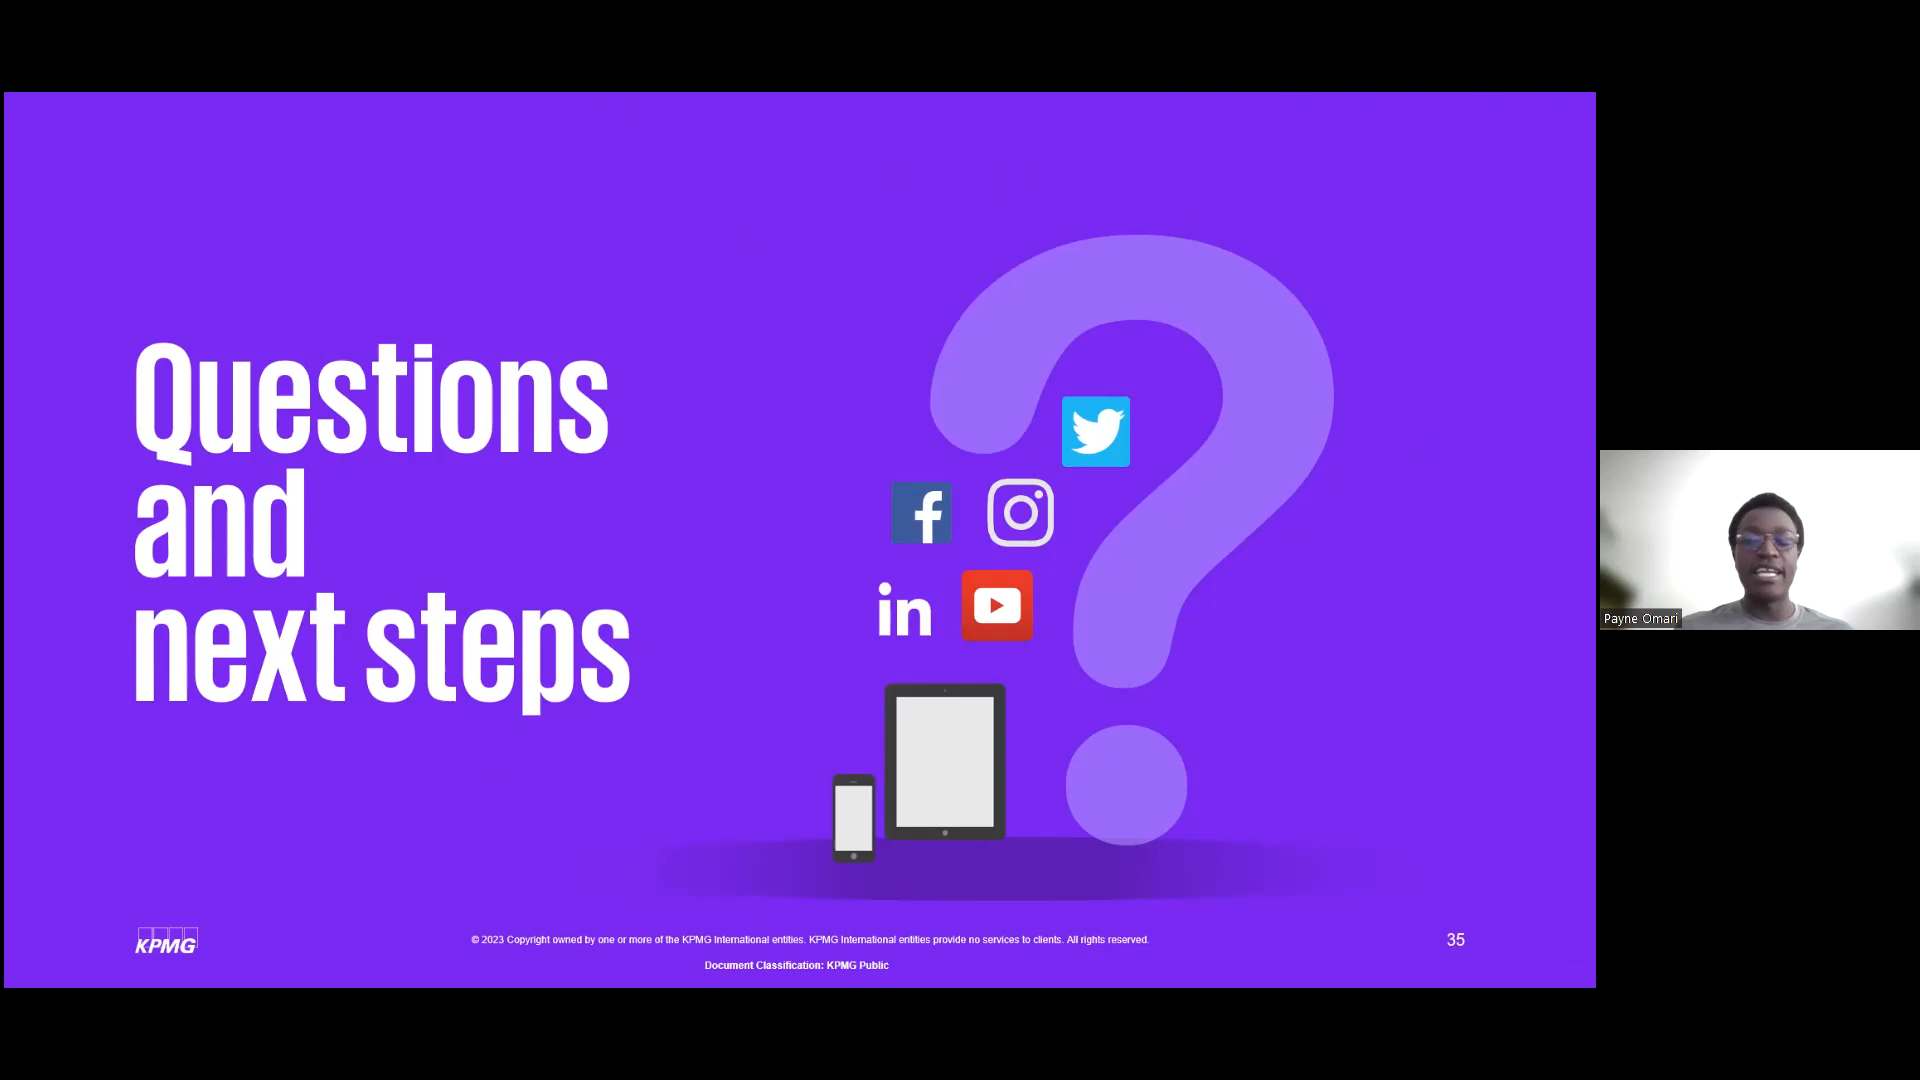 Questions
and
next steps
in
KPMG
© 2023 Copyright owned by one or more of the KPMG International entities. KPMG International entities provide no services to clients. All rights reserved.
35
Document Classification: KPMG Public
Payne Omari